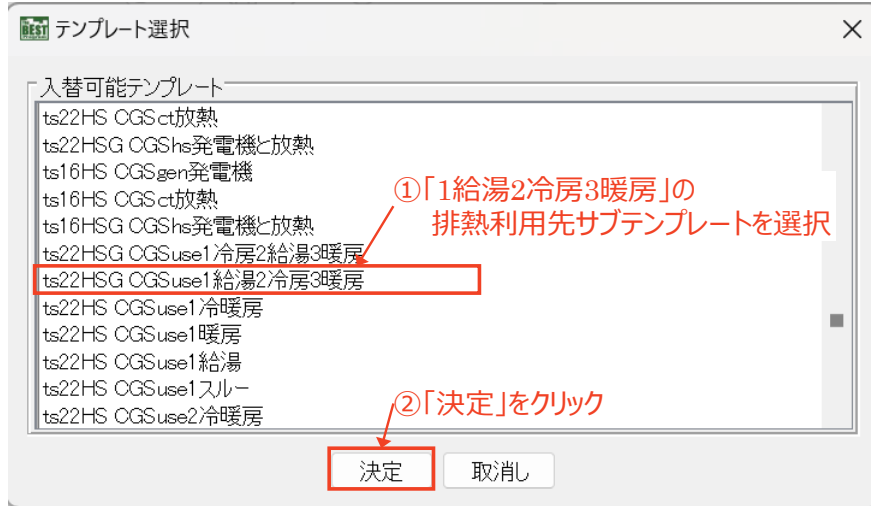 BEST テンプレート選択
入替可能テンプレート
ts22HS CGSct放熱
ts22HSG CGShs発電機と放熱
ts16HS CGSgen発電機
ts16HS CGSct放熱
ts16HSG CGShs発電機と放熱
①「1給湯2冷房3暖房」の
排熱利用先サブテンプレートを選択
ts22HSG CGSuse1冷房2給湯3暖房
ts22HSG CGSuse1給湯2冷房3暖房
ts22HS CGSuse1冷暖房
ts22HS CGSuse1暖房
ts22HS CGSuse1給湯
ts22HS CGSuse1スルー
ts22HS CGSuse2冷暖房
②「決定」をクリック
決定 取消し